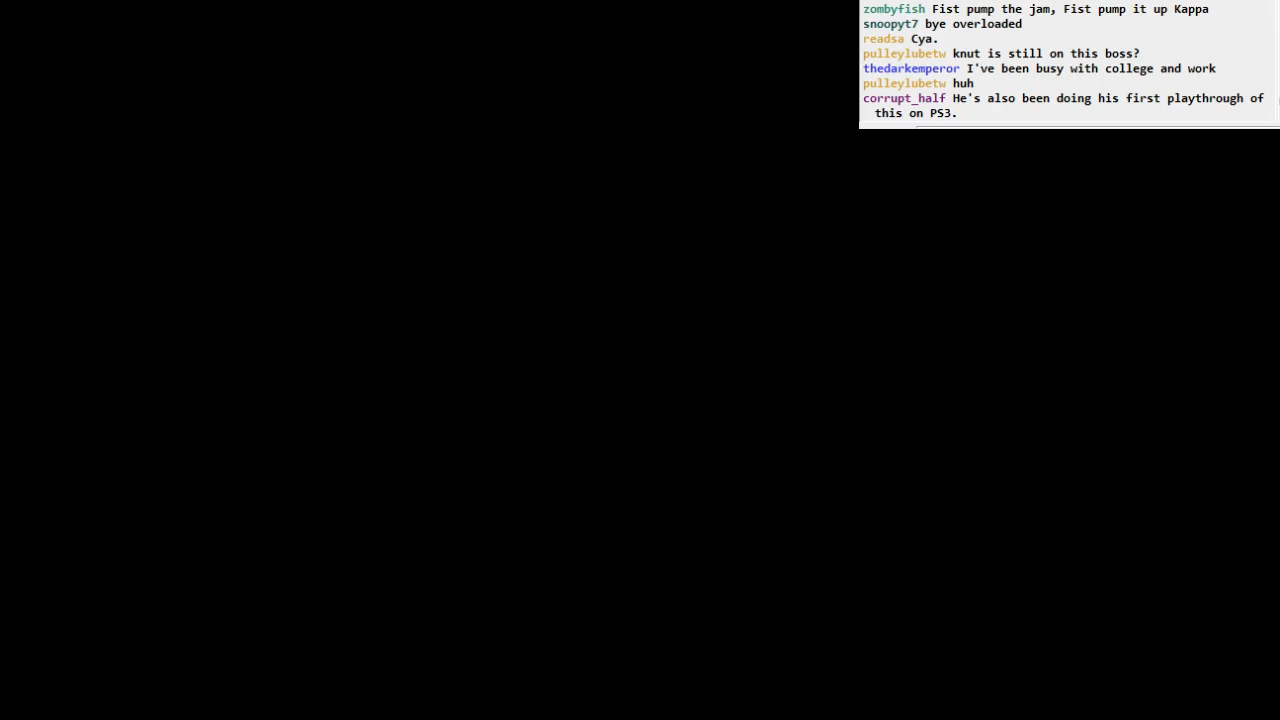 zombyfish Fist pump the jam, Fist pump it up Kappa
snoopyt7 bye overloaded
readsa Cya.
pulleylubetw knut is still on this boss?
thedarkemperor I've been busy with college and work
pulleylubetw huh
corrupt_half He's also been doing his first playthrough of
this on PS3.